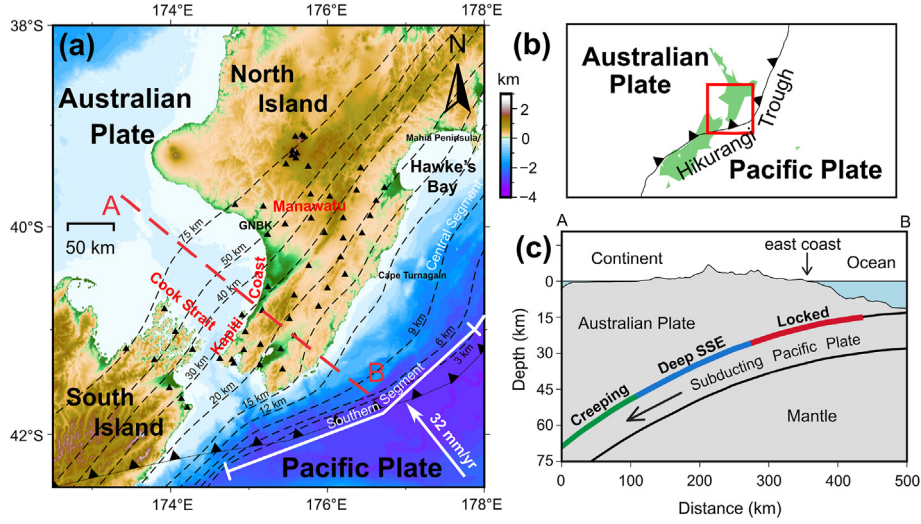 174°E
176°E
178°E
38°S
(a)
North
Island
N
km
2
0
−2
−4
Australian
Plate
Mahia Peninsula
Hawke's
Bay
A
Manawatu
GNBK
75 km
50 km
40 km
30 km
20 km
15 km
12 km
9 km
6 km
3 km
40°S
50 km
Central Segment
Cape Turnagain
Cook Strait
Kapiti Coast
B
South
Island
Southern Segment
32 mm/yr
42°S
Pacific Plate
174°E
176°E
178°E
(b)
Australian
Plate
Hikurangi Trough
Pacific Plate
A
B
(c)
Continent
east coast
Ocean
Australian Plate
Locked
Deep SSE
Creeping
Subducting Pacific Plate
Mantle
Depth (km)
0
15
30
45
60
75
0
100
200
300
400
500
Distance (km)